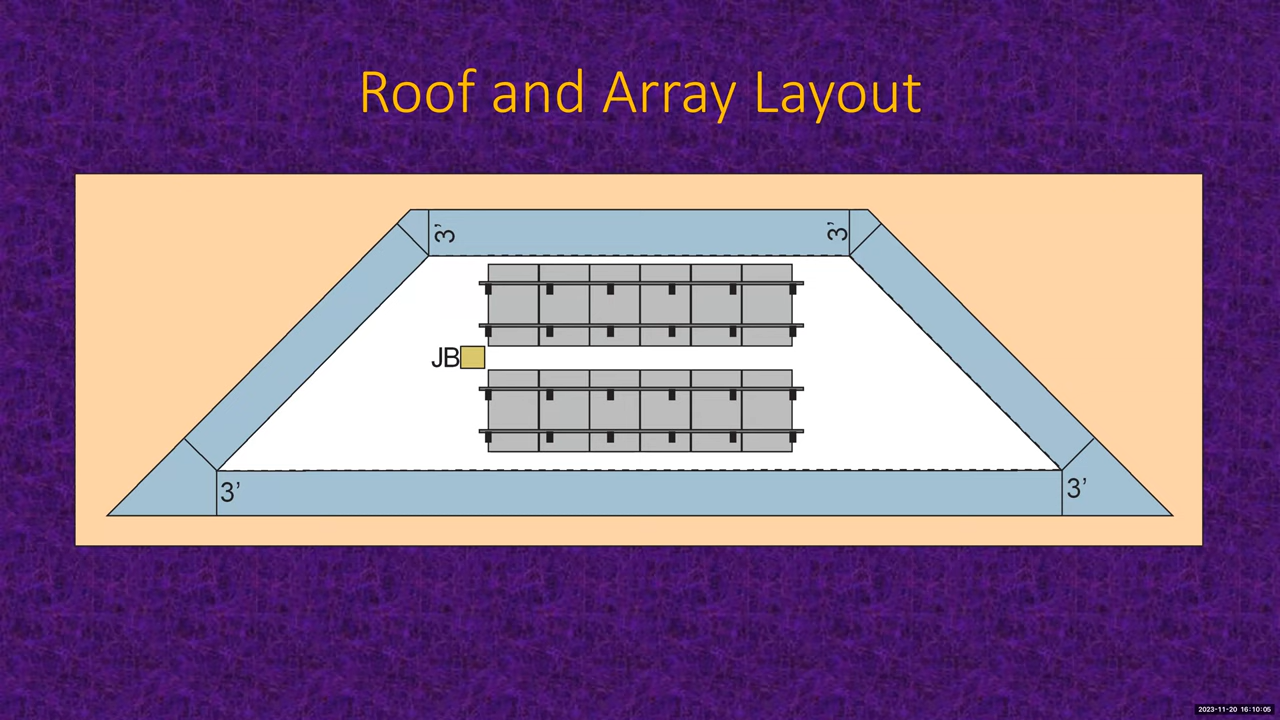 Roof and Array Layout
3’ 3’
JB
3’ 3’
2023-11-20 16:10:05